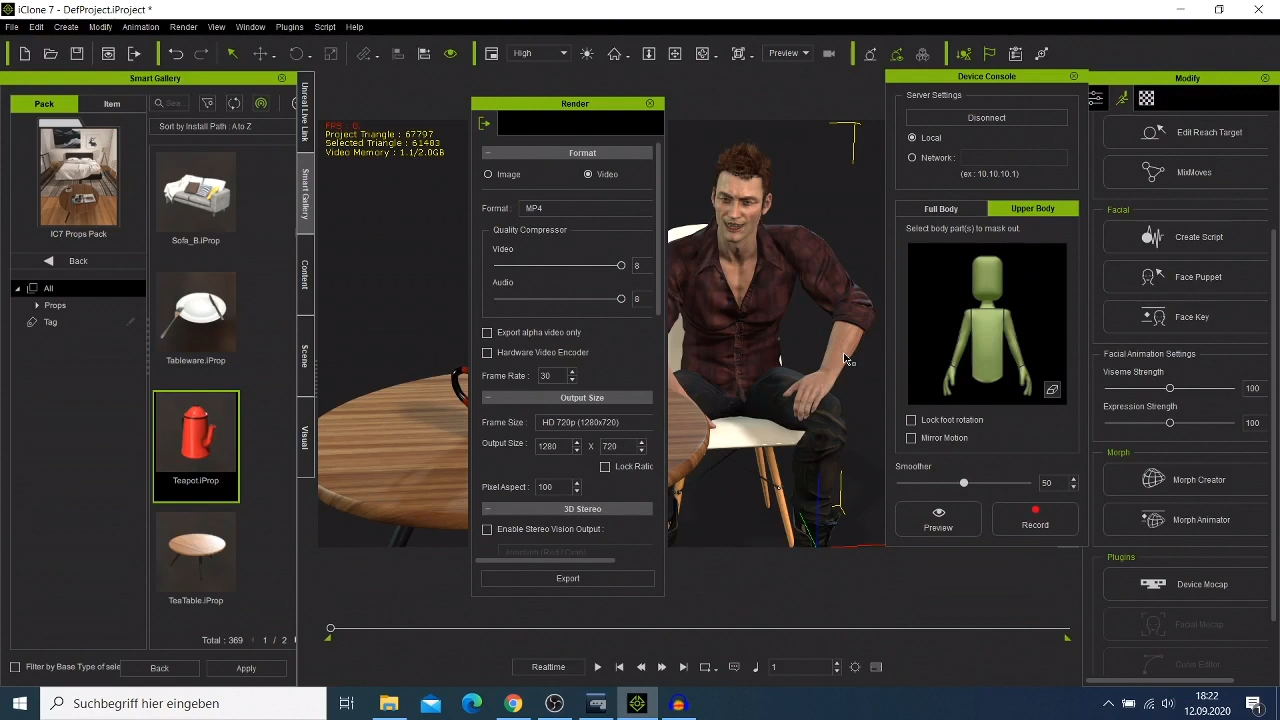 iClone 7 - DefProject.iProject *
File Edit Create Modify Animation Render Window Plugins Script Help
High
Preview
Smart Gallery
Pack Item
Sea
Sort by Install Path : A to Z
IC7 Props Pack
Back
All
Props
Tag
Sofa_B.iProp
Tableware.iProp
Teapot.iProp
TeaTable.iProp
Total : 369 1 / 2
Filter by Base Type of sele
Back
Apply
Unreal Live Link
Smart Gallery
Content
Scene
Visual
FPS : 0.
Project Triangle : 67797
Selected Triangle : 61483
Video Memory : 1.1/2.0GB
Render
Format
Image Video
Format : MP4
Quality Compressor
Video
8
Audio
8
Export alpha video only
Hardware Video Encoder
Frame Rate : 30
Output Size
Frame Size : HD 720p (1280x720)
Output Size : 1280 X 720
Lock Ratio
Pixel Aspect : 100
3D Stereo
Enable Stereo Vision Output :
Export
Device Console
Server Settings
Disonnect
Local
Network :
(ex : 10.10.10.1)
Full Body Upper Body
Select body part(s) to mask out.
Lock foot rotation
Mirror Motion
Smoother
50
Preview
Record
Modify
Edit Reach Target
MixMoves
Facial
Create Script
Face Puppet
Face Key
Facial Animation Settings
Viseme Strength
100
Expression Strength
100
Morph
Morph Creator
Morph Animator
Plugins
Device Mocap
Facial Mocap
Curve Editor
Realtime
1
Suchbegriff hier eingeben
18:22
12.09.2020
1